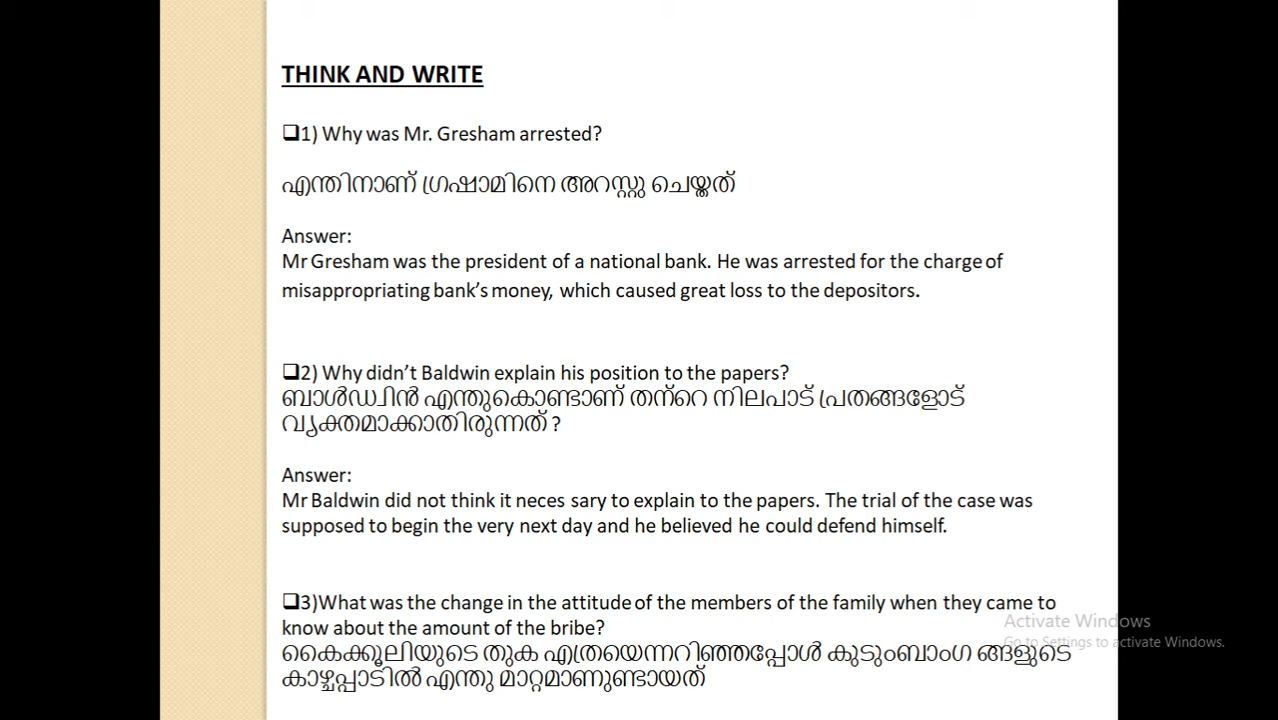 THINK AND WRITE
❑1) Why was Mr. Gresham arrested?
എന്തിനാണ് ഗ്രഷാമിനെ അറസ്റ്റു ചെയ്തത്
Answer:
Mr Gresham was the president of a national bank. He was arrested for the charge of
misappropriating bank’s money, which caused great loss to the depositors.
❑2) Why didn’t Baldwin explain his position to the papers?
ബാൾഡ്വിൻ എന്തുകൊണ്ടാണ് തന്റെ നിലപാട് പ്രതങ്ങളോട്
വ്യക്തമാക്കാതിരുന്നത് ?
Answer:
Mr Baldwin did not think it neces sary to explain to the papers. The trial of the case was
supposed to begin the very next day and he believed he could defend himself.
❑3)What was the change in the attitude of the members of the family when they came to
know about the amount of the bribe?
കൈക്കൂലിയുടെ തുക എത്രയെന്നറിഞ്ഞപ്പോൾ കുടുംബാംഗ ങ്ങളുടെ
കാഴ്ചപ്പാടിൽ എന്തു മാറ്റമാണുണ്ടായത്
Activate Windows
Go to Settings to activate Windows.